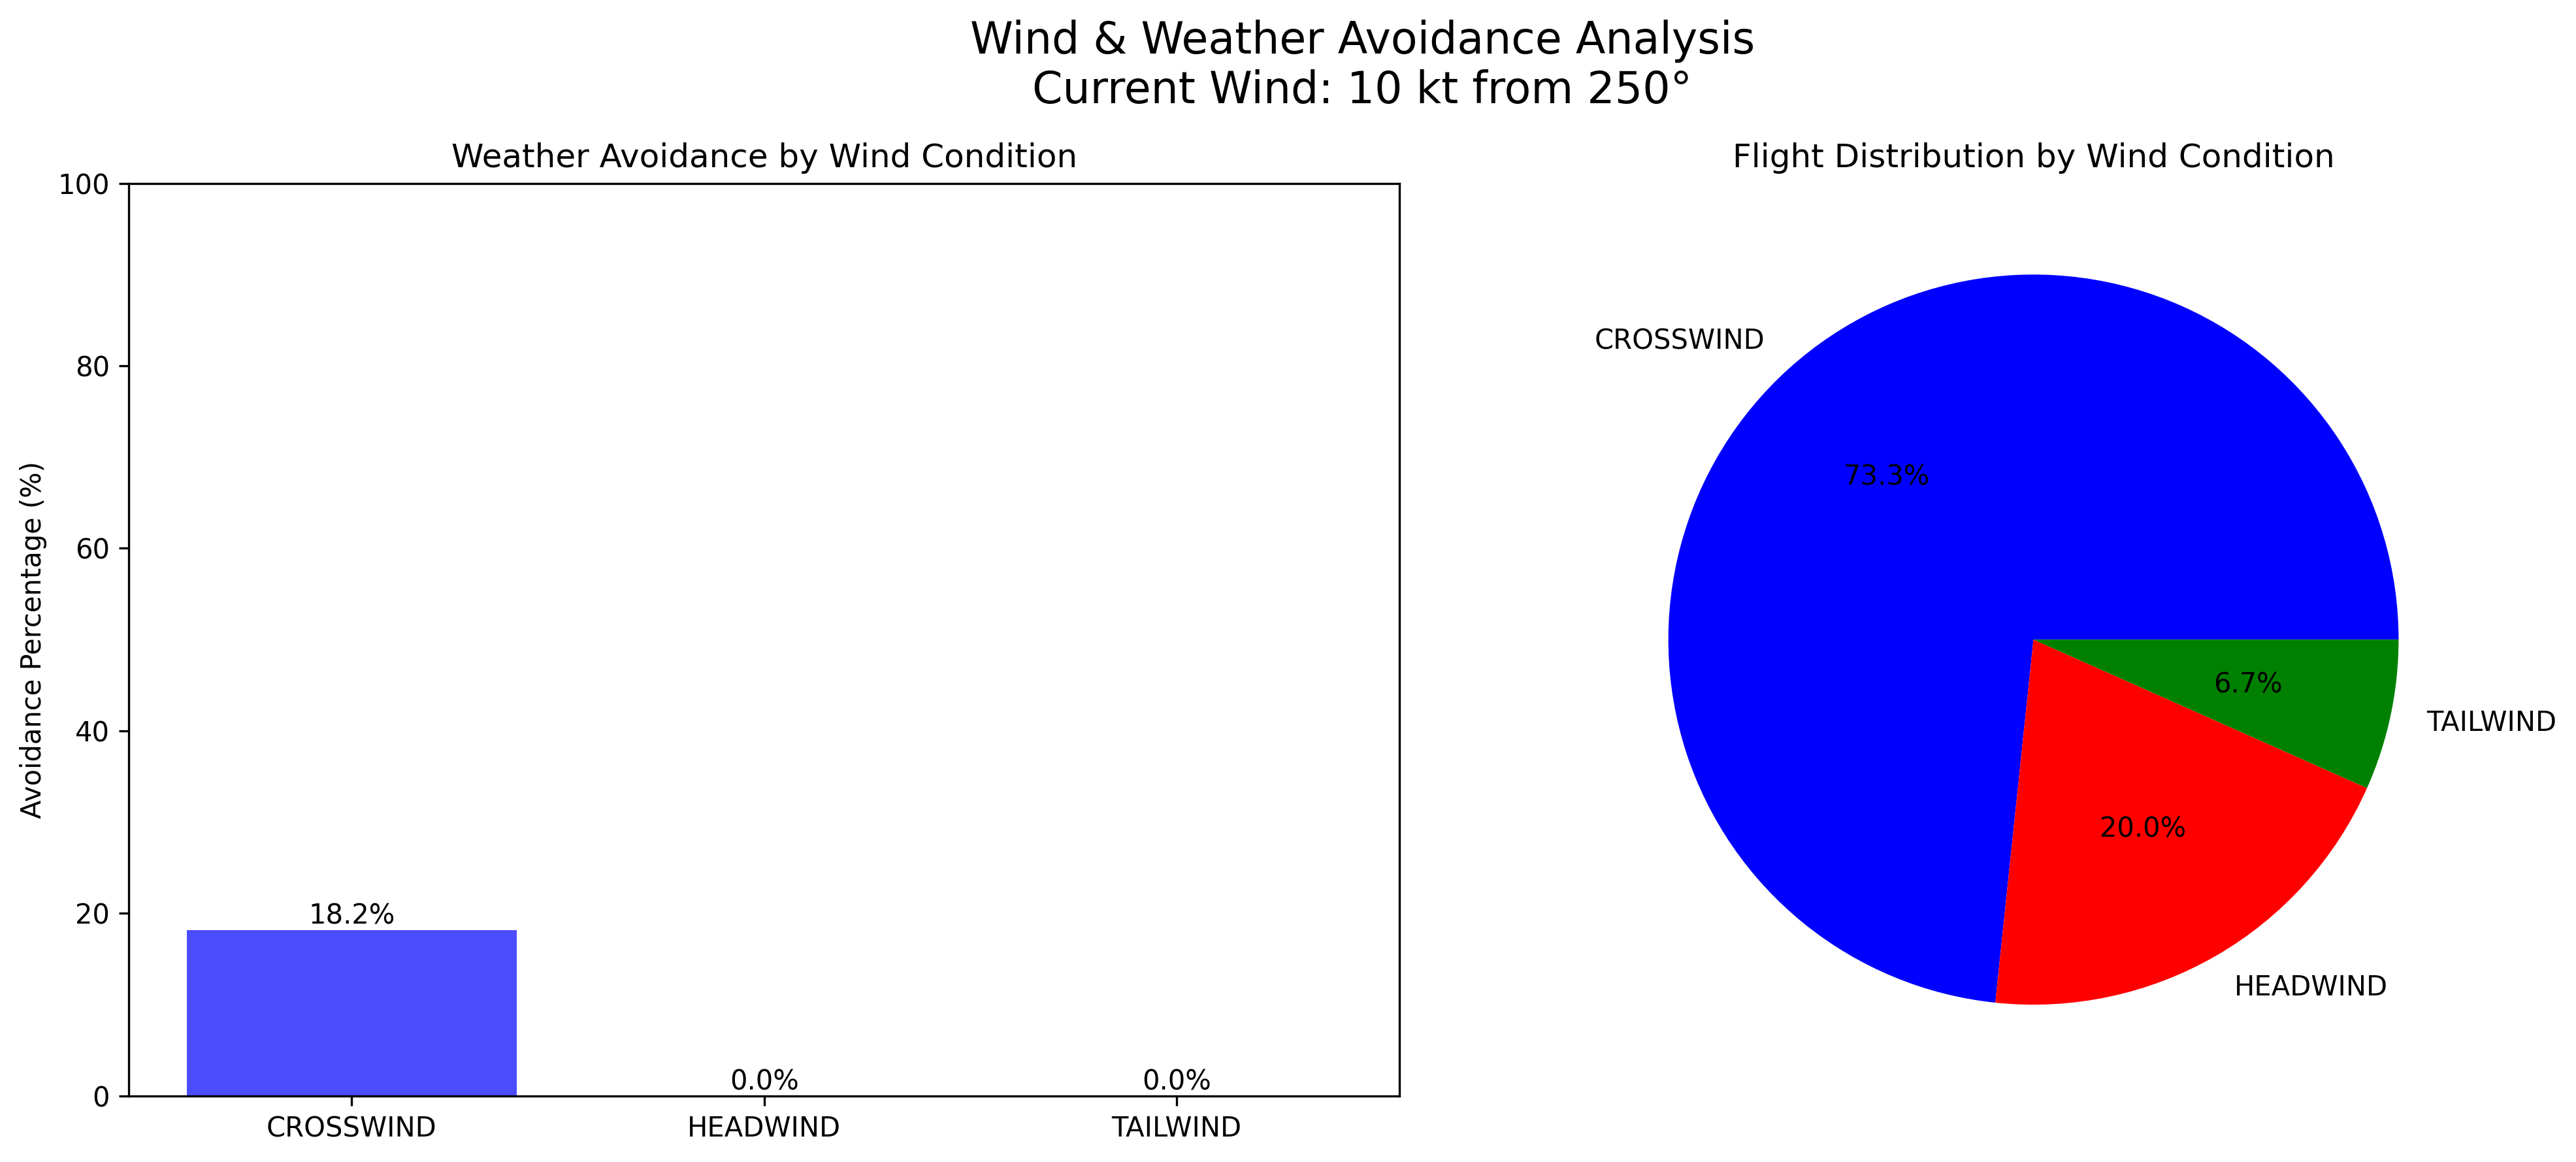 Wind & Weather Avoidance Analysis
Current Wind: 10 kt from 250°
Weather Avoidance by Wind Condition
100
80
60
40
20
0
Avoidance Percentage (%)
18.2%
0.0%
0.0%
CROSSWIND
HEADWIND
TAILWIND
Flight Distribution by Wind Condition
CROSSWIND
73.3%
6.7%
TAILWIND
20.0%
HEADWIND